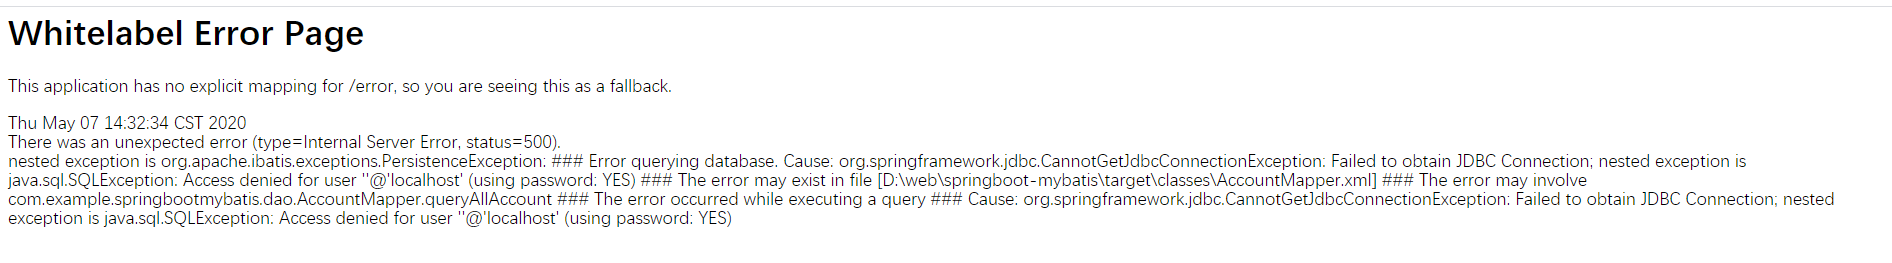 Whitelabel Error Page
This application has no explicit mapping for /error, so you are seeing this as a fallback.
Thu May 07 14:32:34 CST 2020
There was an unexpected error (type=Internal Server Error, status=500).
nested exception is org.apache.ibatis.exceptions.PersistenceException: ### Error querying database. Cause: org.springframework.jdbc.CannotGetJdbcConnectionException: Failed to obtain JDBC Connection; nested exception is
java.sql.SQLException: Access denied for user ''@'localhost' (using password: YES) ### The error may exist in file [D:\web\springboot-mybatis\target\classes\AccountMapper.xml] ### The error may involve
com.example.springbootmybatis.dao.AccountMapper.queryAllAccount ### The error occurred while executing a query ### Cause: org.springframework.jdbc.CannotGetJdbcConnectionException: Failed to obtain JDBC Connection; nested
exception is java.sql.SQLException: Access denied for user ''@'localhost' (using password: YES)